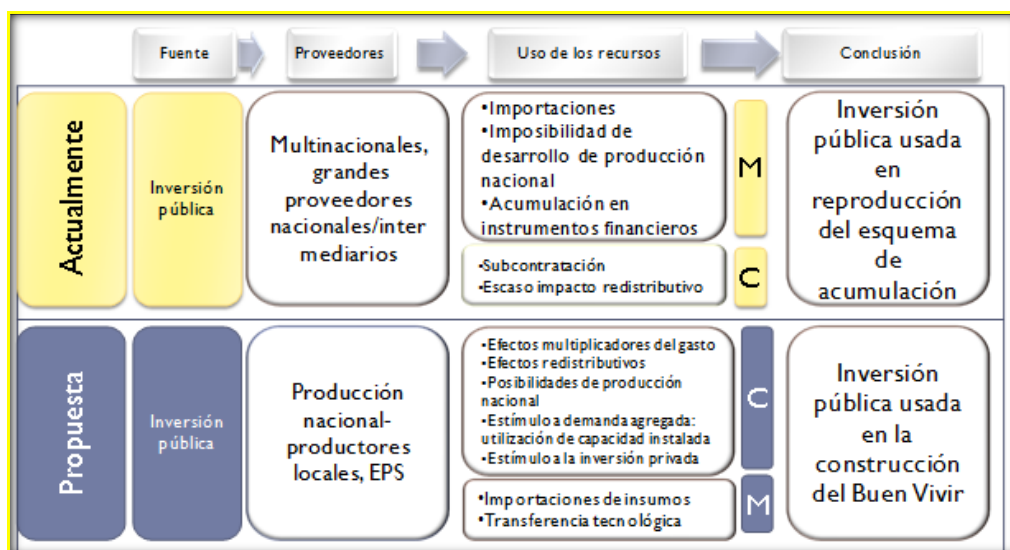 Fuente
Proveedores
Uso de los recursos
Conclusión
Actualmente
Inversión
pública
Multinacionales,
grandes
proveedores
nacionales/inter
mediarios
•Importaciones
•Imposibilidad de
desarrollo de producción
nacional
•Acumulación en
instrumentos financieros
M
•Subcontratación
•Escaso impacto redistributivo
C
Inversión
pública usada
en
reproducción
del esquema
de
acumulación
Propuesta
Inversión
pública
Producción
nacional-
productores
locales, EPS
•Efectos multiplicadores del gasto
•Efectos redistributivos
•Posibilidades de producción
nacional
•Estímulo a demanda agregada:
utilización de capacidad instalada
•Estímulo a la inversión privada
C
•Importaciones de insumos
•Transferencia tecnológica
M
Inversión
pública usada
en la
construcción
del Buen Vivir